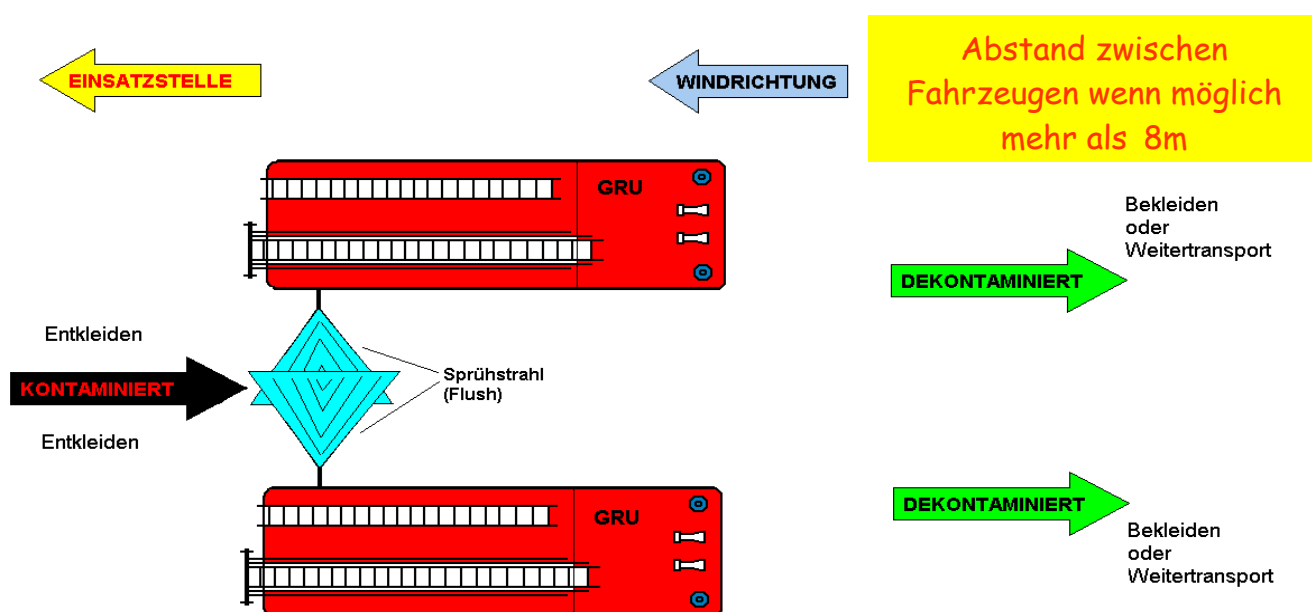 EINSATZSTELLE
WINDRICHTUNG
Abstand zwischen
Fahrzeugen wenn möglich
mehr als 8m
GRU
Bekleiden
oder
Weitertransport
DEKONTAMINIERT
Entkleiden
KONTAMINIERT
Entkleiden
Sprühstrahl
(Flush)
GRU
DEKONTAMINIERT
Bekleiden
oder
Weitertransport